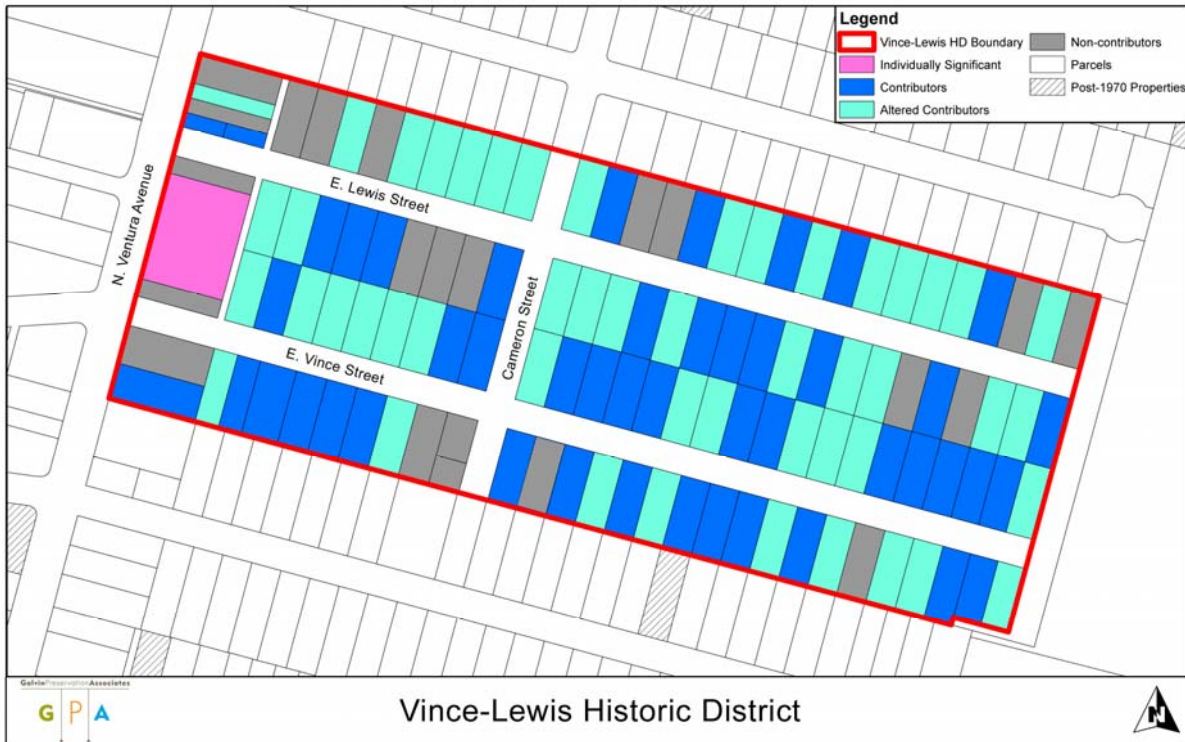 Legend
Vince-Lewis HD Boundary
Individually Significant
Contributors
Altered Contributors
Non-contributors
Parcels
Post-1970 Properties
N. Ventura Avenue
E. Lewis Street
Cameron Street
E. Vince Street
GalvinPreservationAssociates
G P A
Vince-Lewis Historic District
N